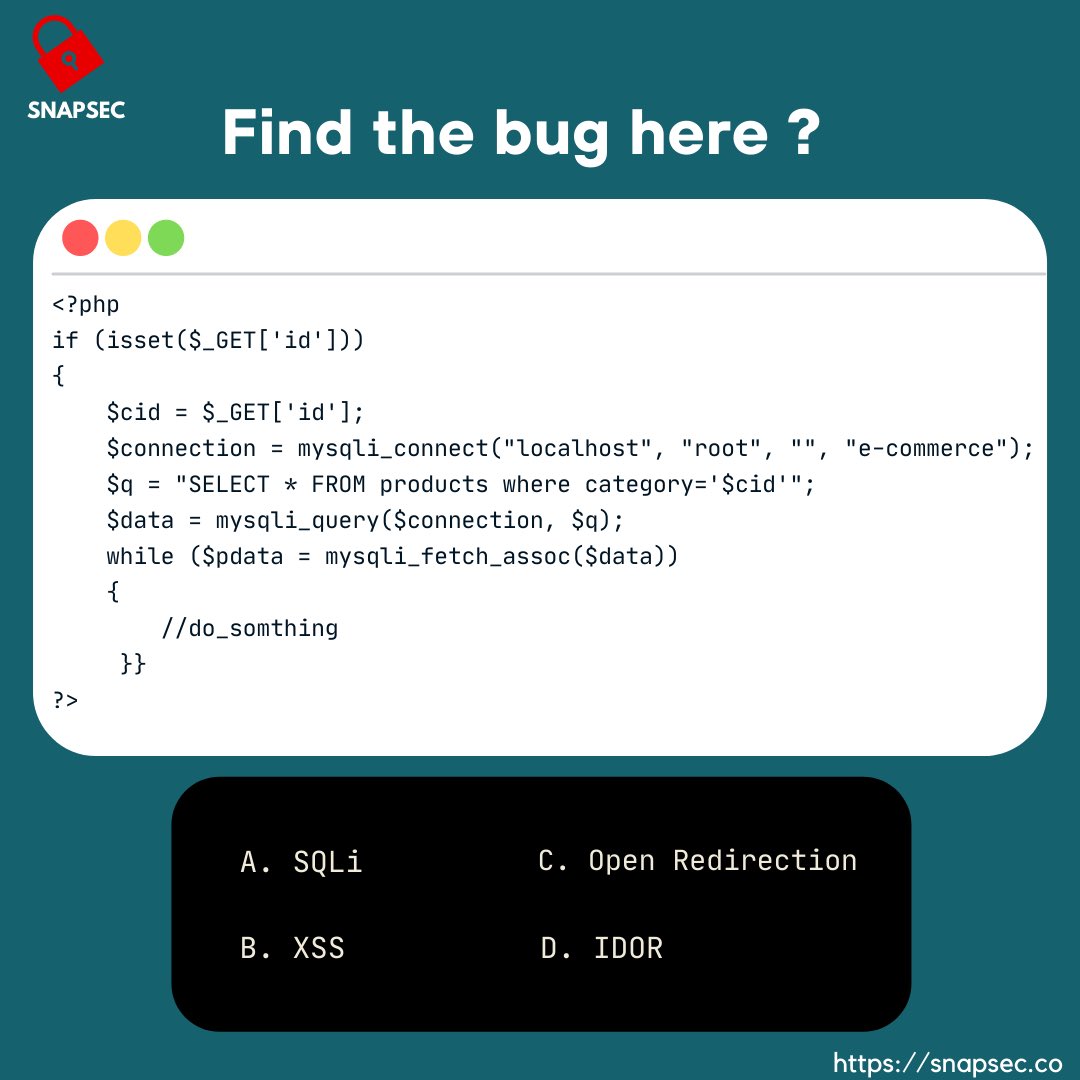 SNAPSEC
Find the bug here ?
<?php
if (isset($_GET['id']))
{
    $cid = $_GET['id'];
    $connection = mysqli_connect("localhost", "root", "", "e-commerce");
    $q = "SELECT * FROM products where category='$cid'";
    $data = mysqli_query($connection, $q);
    while ($pdata = mysqli_fetch_assoc($data))
    {
        //do_somthing
     }}
?>
A. SQLi
C. Open Redirection
B. XSS
D. IDOR
https://snapsec.co